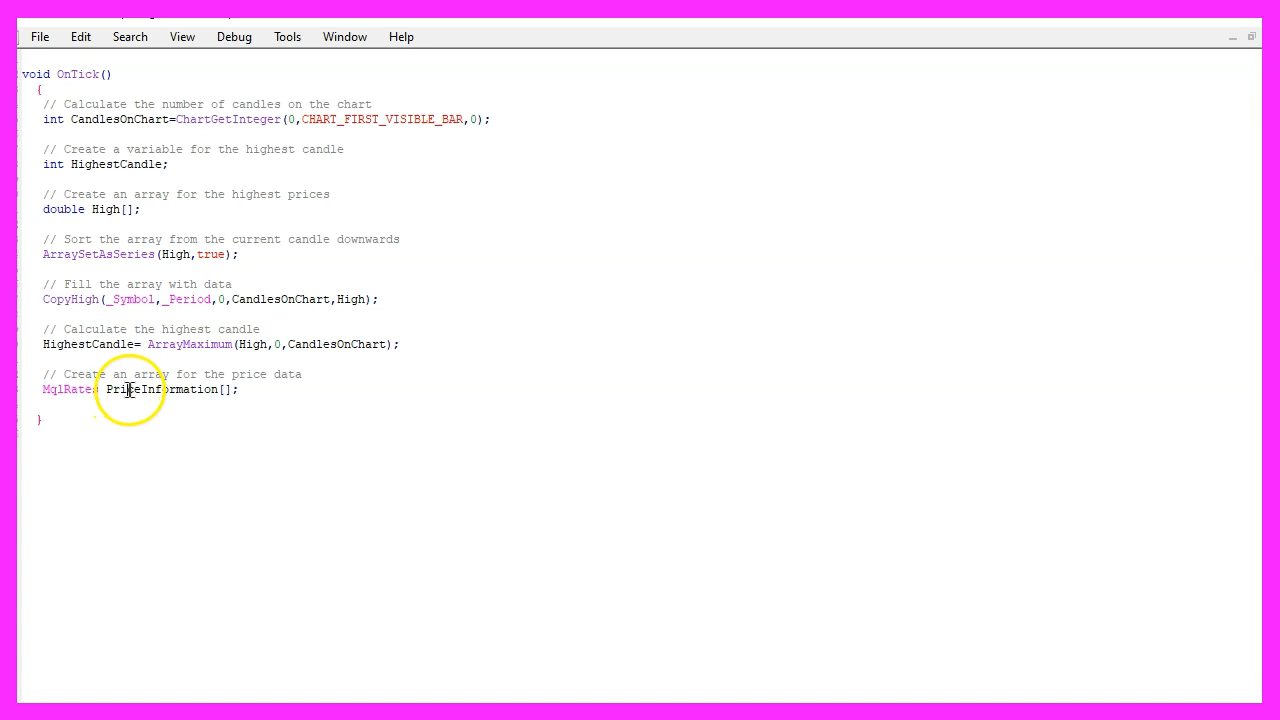 File Edit Search View Debug Tools Window Help
void OnTick()
{
// Calculate the number of candles on the chart
int CandlesOnChart=ChartGetInteger(0,CHART_FIRST_VISIBLE_BAR,0);
// Create a variable for the highest candle
int HighestCandle;
// Create an array for the highest prices
double High[];
// Sort the array from the current candle downwards
ArraySetAsSeries(High,true);
// Fill the array with data
CopyHigh(_Symbol,_Period,0,CandlesOnChart,High);
// Calculate the highest candle
HighestCandle= ArrayMaximum(High,0,CandlesOnChart);
// Create an array for the price data
MqlRates PriceInformation[];
}